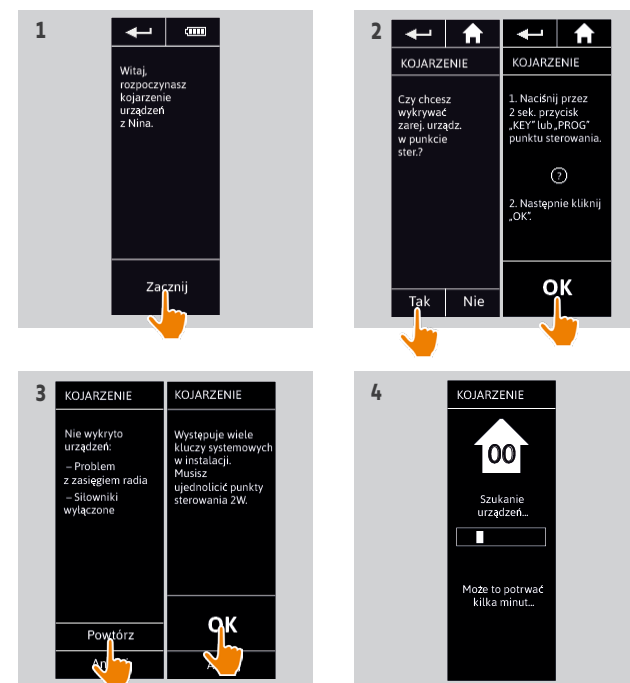 1
Witaj,
rozpoczynasz
kojarzenie
urządzeń
z Nina.
Zacznij
2
KOJARZENIE
Czy chcesz
wykrywać
zarej. urządz.
w punkcie
ster.?
Tak Nie
KOJARZENIE
1. Naciśnij przez
2 sek. przycisk
„KEY” lub „PROG”
punktu sterowania.
?
2. Następnie kliknij
„OK”.
OK
3
KOJARZENIE
Nie wykryto
urządzeń:
– Problem
z zasięgiem radia
– Siłowniki
wyłączone
Powtórz
KOJARZENIE
Występuje wiele
kluczy systemowych
w instalacji.
Musisz
ujednolicić punkty
sterowania 2W.
OK
4
KOJARZENIE
00
Szukanie
urządzeń...
Może to potrwać
kilka minut...